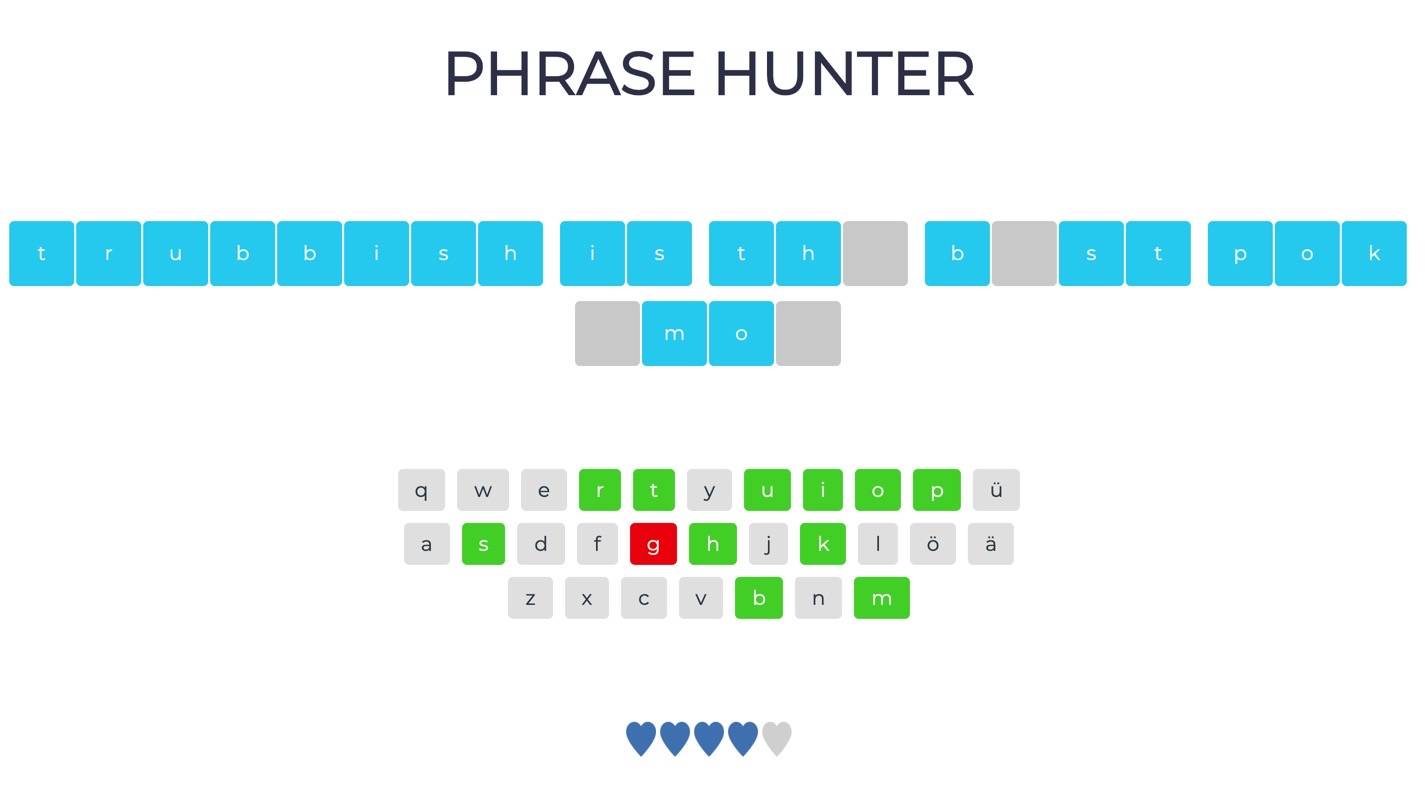 PHRASE HUNTER
t r u b b i s h i s t h b s t p o k
m o
q w e r t y u i o p ü
a s d f g h j k l ö ä
z x c v b n m